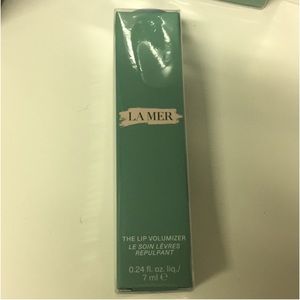 LA MER
THE LIP VOLUMIZER
LE SOIN LÈVRES
REPULPANT
0.24 fl. oz. liq./
7 ml ℮